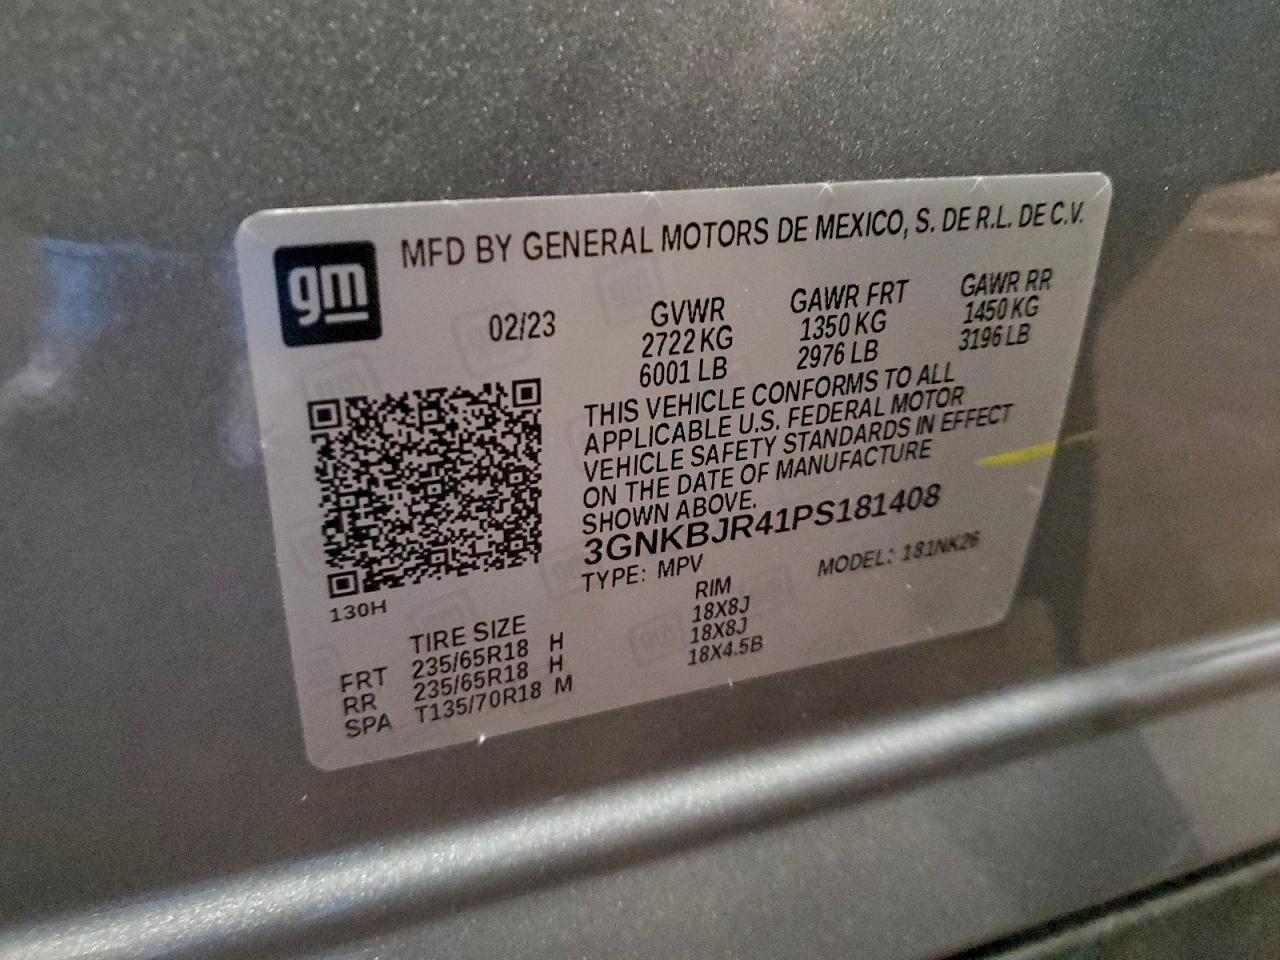 gm
MFD BY GENERAL MOTORS DE MEXICO, S. DE R.L. DE C.V.
02/23
GVWR GAWR FRT GAWR RR
2722 KG 1350 KG 1450 KG
6001 LB 2976 LB 3196 LB
THIS VEHICLE CONFORMS TO ALL
APPLICABLE U.S. FEDERAL MOTOR
VEHICLE SAFETY STANDARDS IN EFFECT
ON THE DATE OF MANUFACTURE
SHOWN ABOVE.
3GNKBJR41PS181408
TYPE: MPV MODEL: 181NK26
130H
TIRE SIZE RIM
FRT 235/65R18 H 18X8J
RR 235/65R18 H 18X8J
SPA T135/70R18 M 18X4.5B